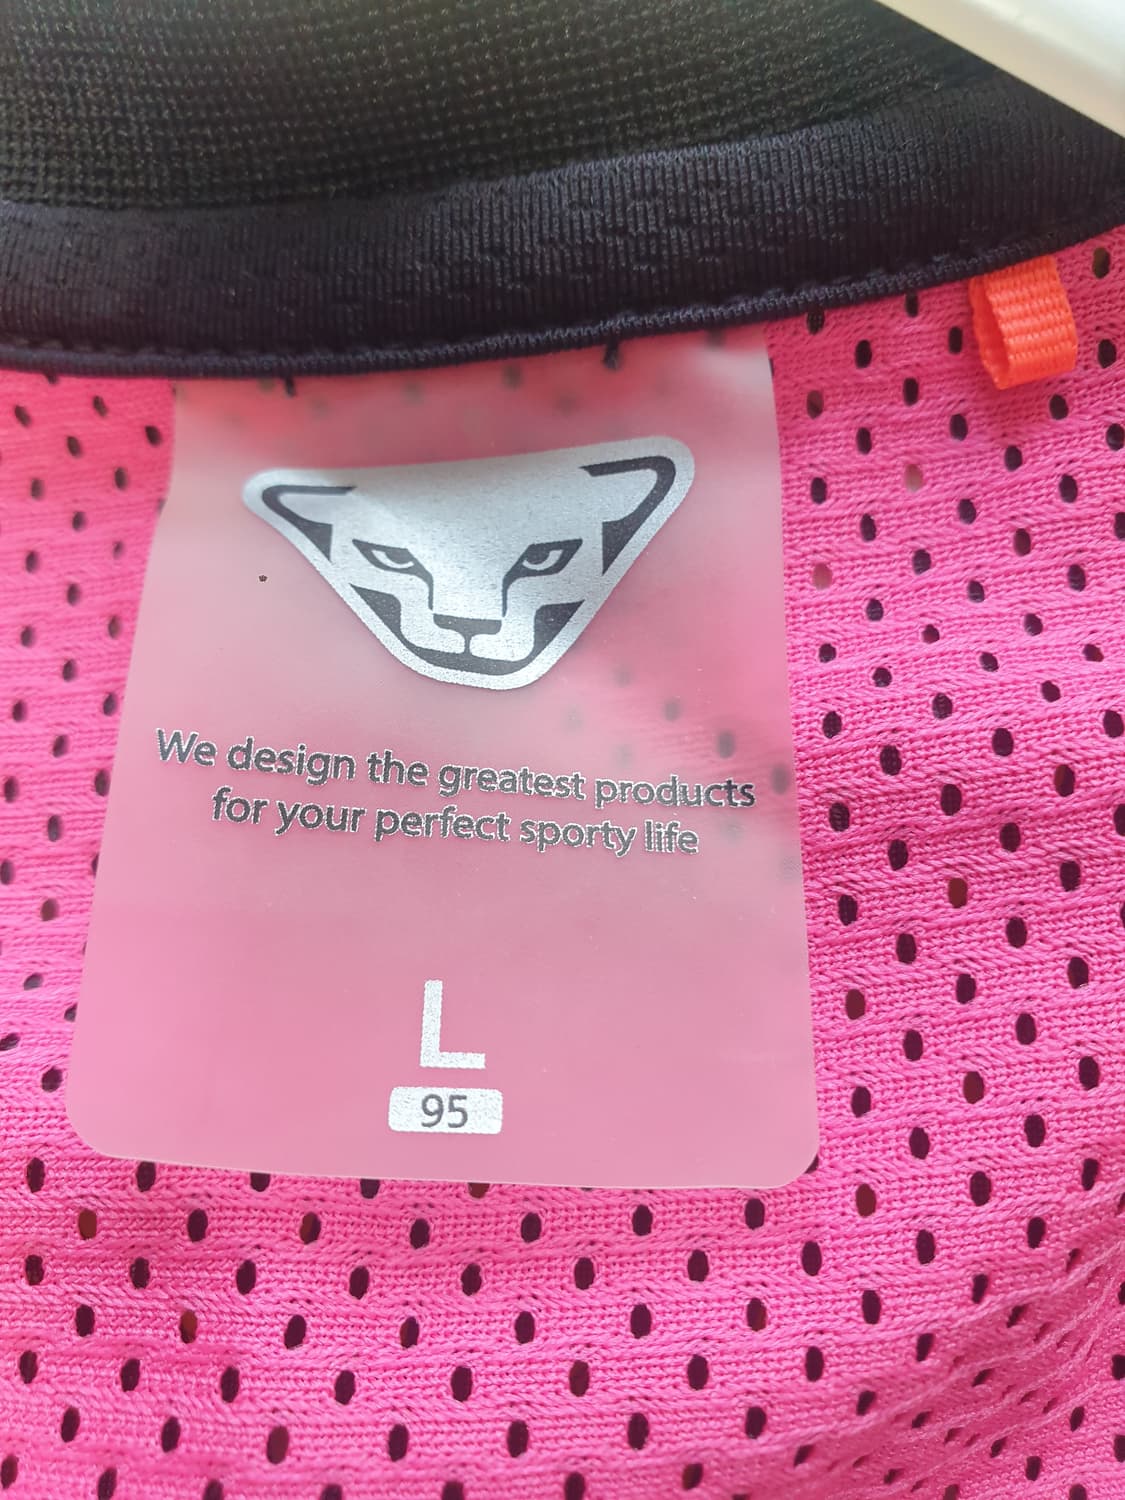 We design the greatest products
for your perfect sporty life
L
95